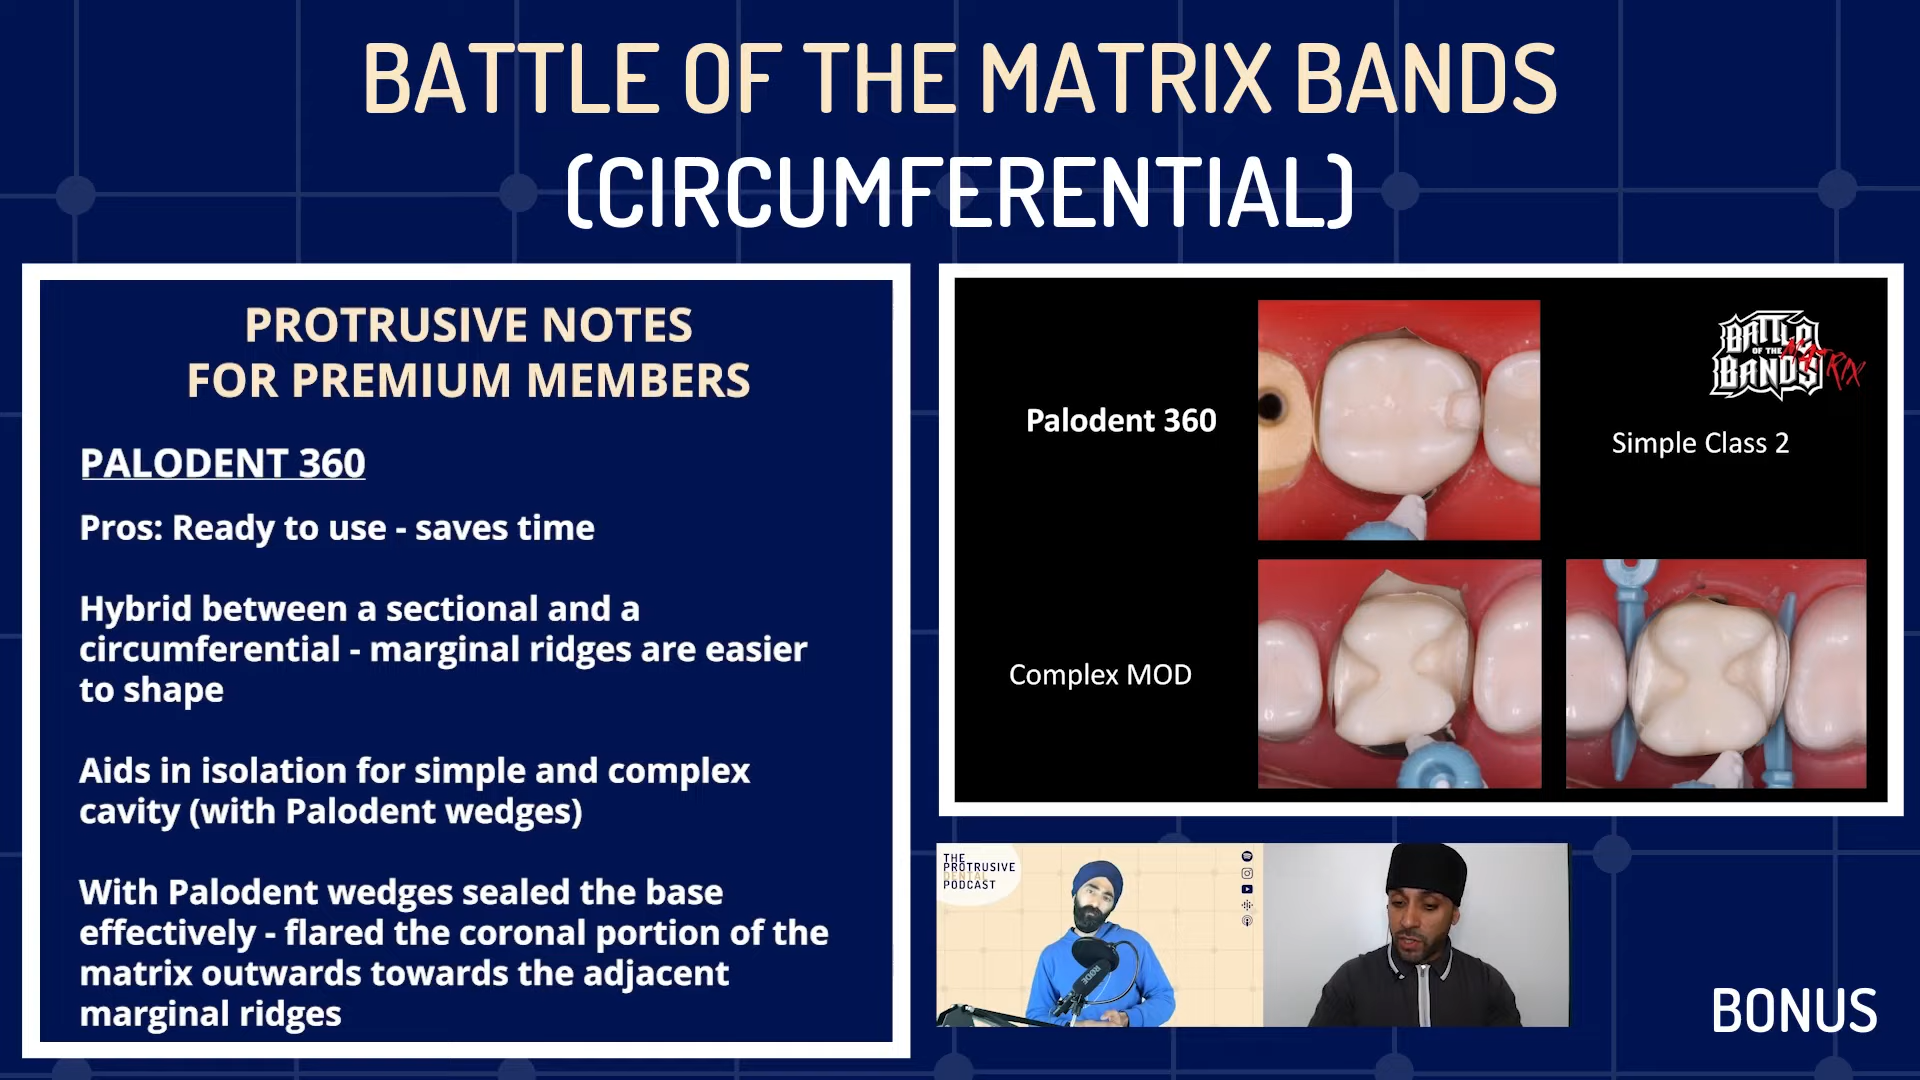 BATTLE OF THE MATRIX BANDS
(CIRCUMFERENTIAL)
PROTRUSIVE NOTES
FOR PREMIUM MEMBERS
PALODENT 360
Pros: Ready to use - saves time
Hybrid between a sectional and a
circumferential - marginal ridges are easier
to shape
Aids in isolation for simple and complex
cavity (with Palodent wedges)
With Palodent wedges sealed the base
effectively - flared the coronal portion of the
matrix outwards towards the adjacent
marginal ridges
Palodent 360
BATTLE
OF THE
MATRIX
BANDS
Simple Class 2
Complex MOD
THE
PROTRUSIVE
DENTAL
PODCAST
RØDE
BONUS